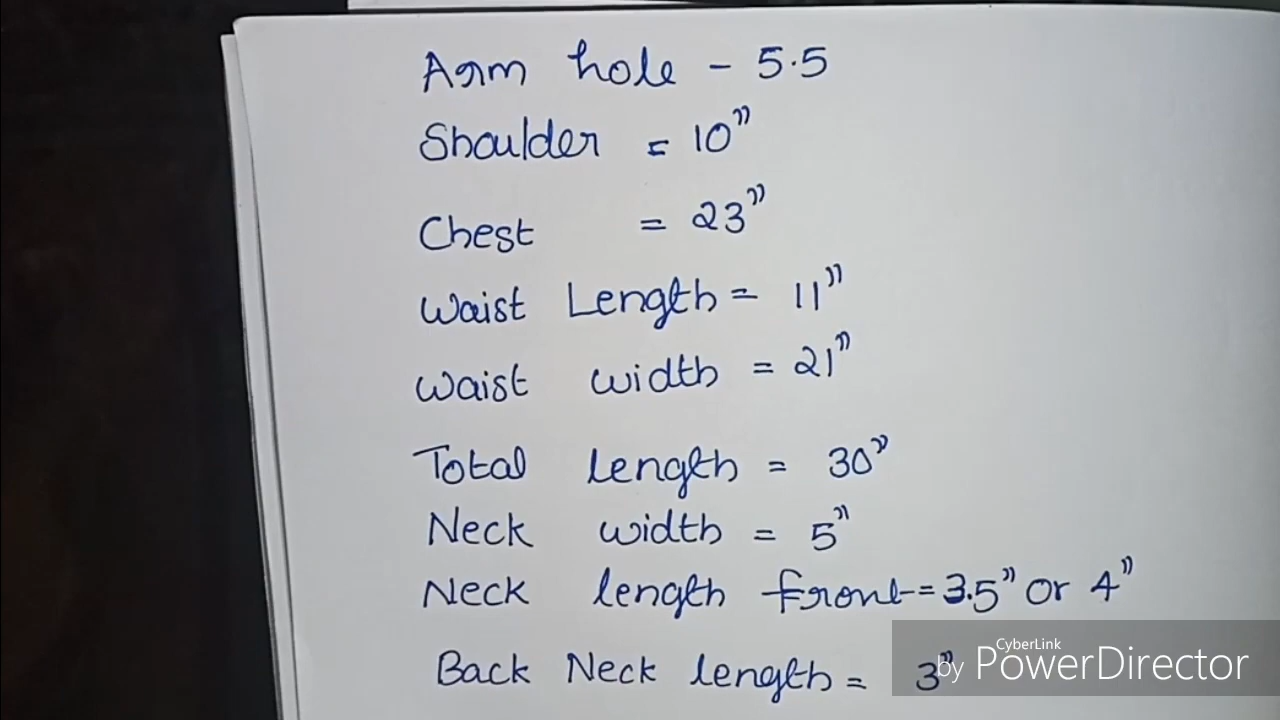 Arm hole - 5.5
Shoulder = 10"
Chest = 23"
Waist Length = 11"
Waist width = 21"
Total length = 30"
Neck width = 5"
Neck length front = 3.5" or 4"
Back Neck length = 3"
CyberLink
by PowerDirector